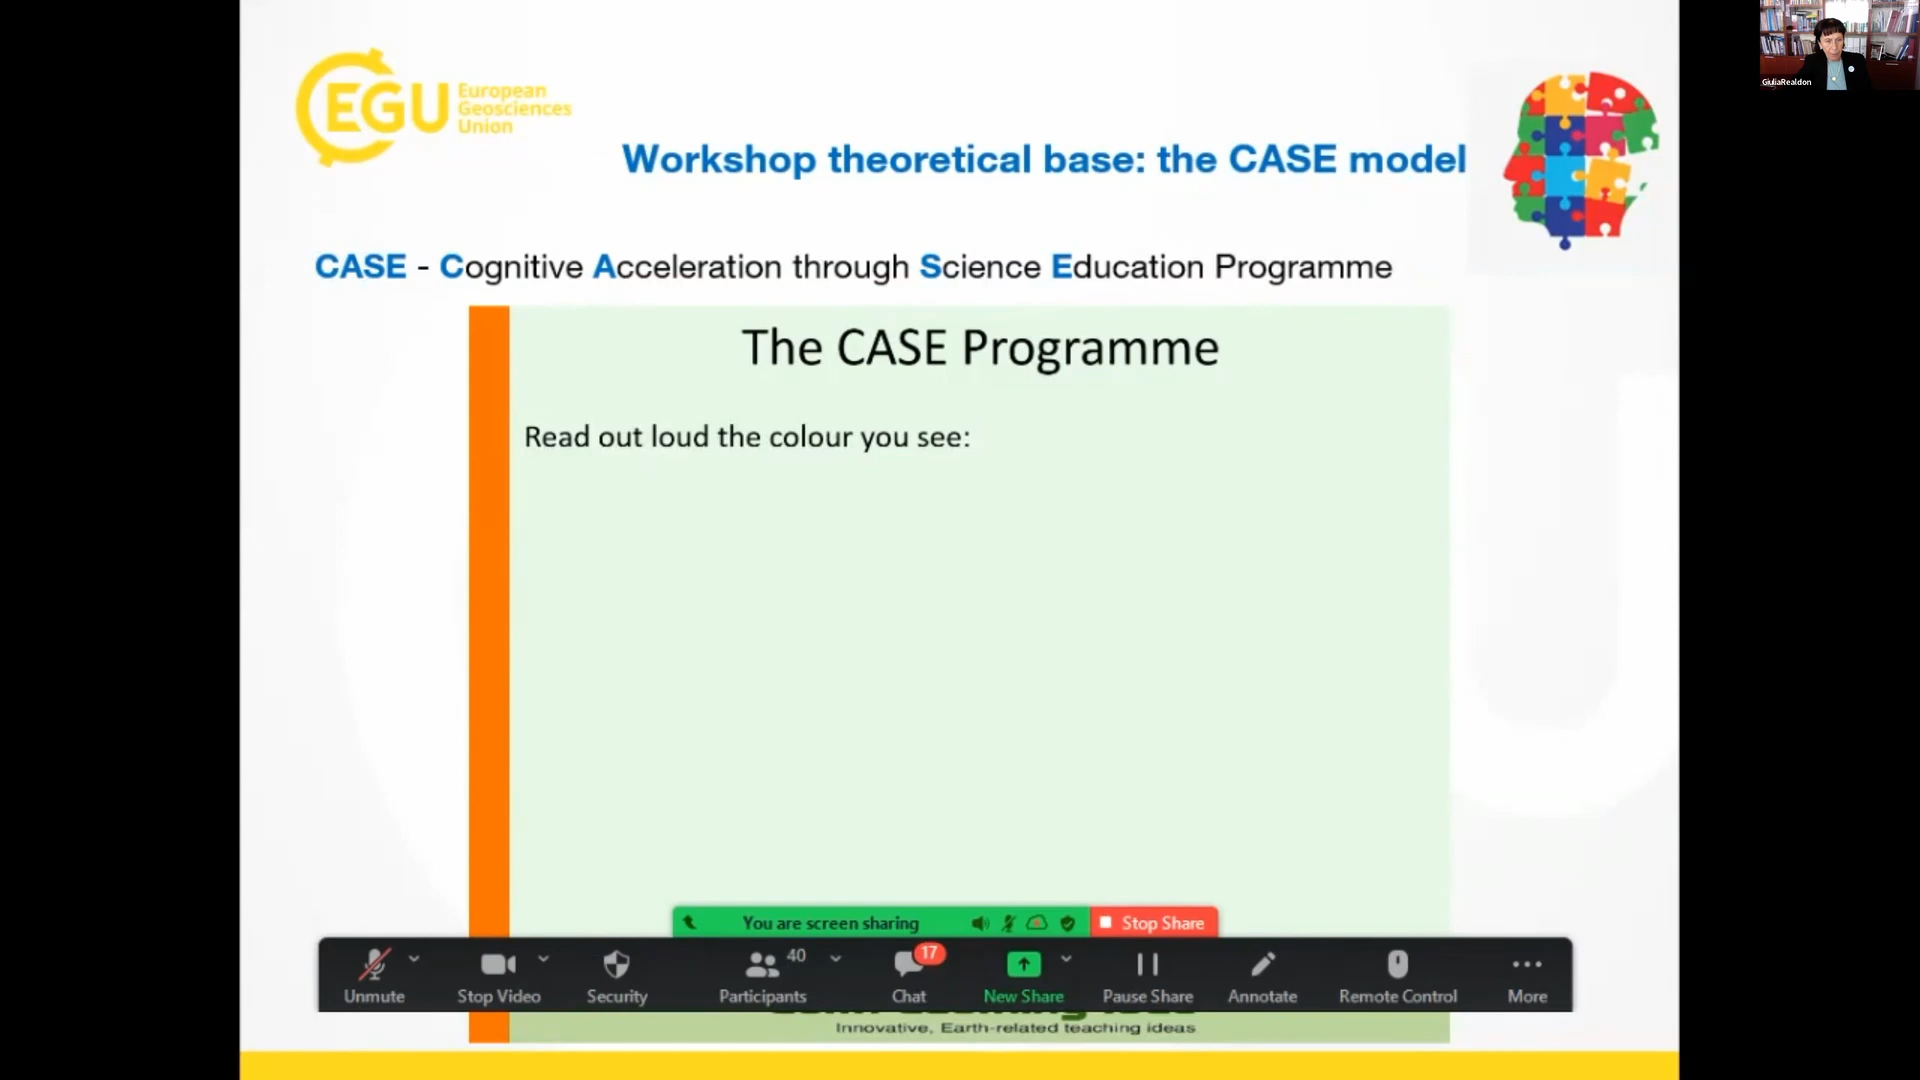 EGU
European
Geosciences
Union
GiuliaRealdon
Workshop theoretical base: the CASE model
CASE - Cognitive Acceleration through Science Education Programme
The CASE Programme
Read out loud the colour you see:
You are screen sharing
Stop Share
40
17
Unmute
Stop Video
Security
Participants
Chat
New Share
Pause Share
Annotate
Remote Control
More
Innovative, Earth-related teaching ideas